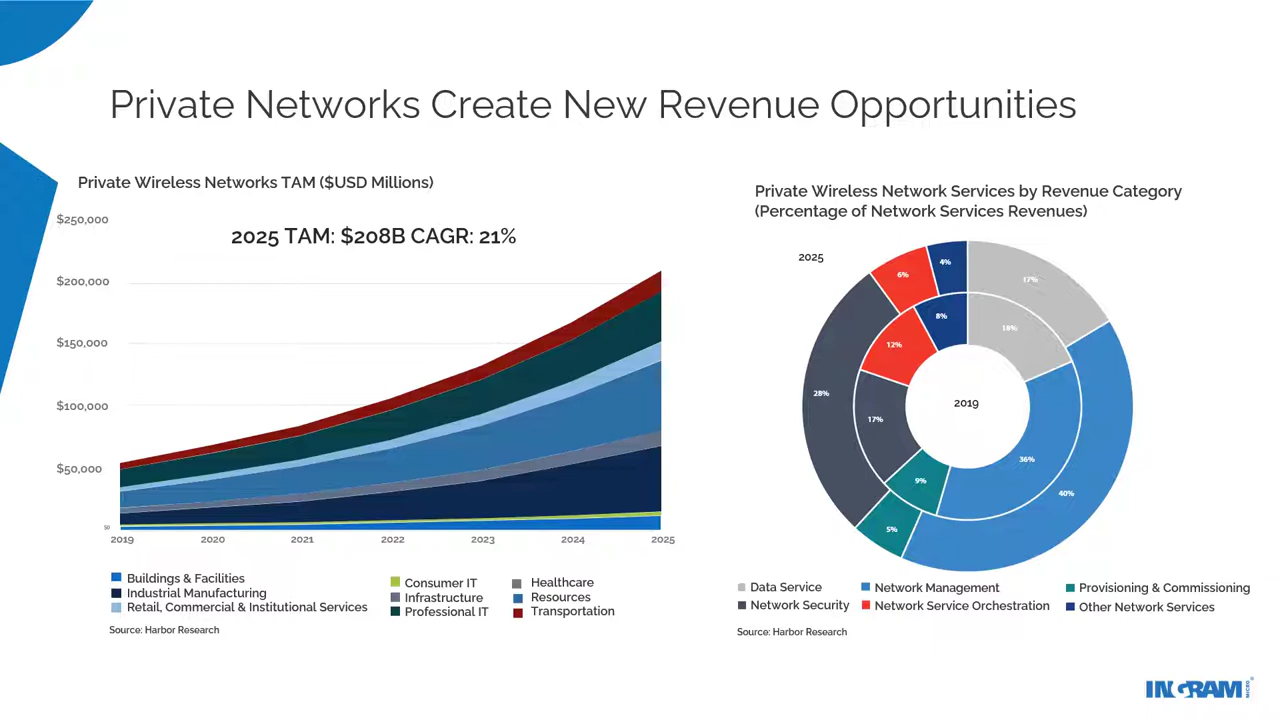 Private Networks Create New Revenue Opportunities
Private Wireless Networks TAM ($USD Millions)
2025 TAM: $208B CAGR: 21%
$250,000
$200,000
$150,000
$100,000
$50,000
$0
2019 2020 2021 2022 2023 2024 2025
Buildings & Facilities
Industrial Manufacturing
Retail, Commercial & Institutional Services
Consumer IT
Infrastructure
Professional IT
Healthcare
Resources
Transportation
Source: Harbor Research
Private Wireless Network Services by Revenue Category
(Percentage of Network Services Revenues)
2025
4%
6%
17%
28%
40%
5%
8%
12%
18%
17%
36%
9%
2019
Data Service
Network Management
Provisioning & Commissioning
Network Security
Network Service Orchestration
Other Network Services
Source: Harbor Research
INGRAM MICRO